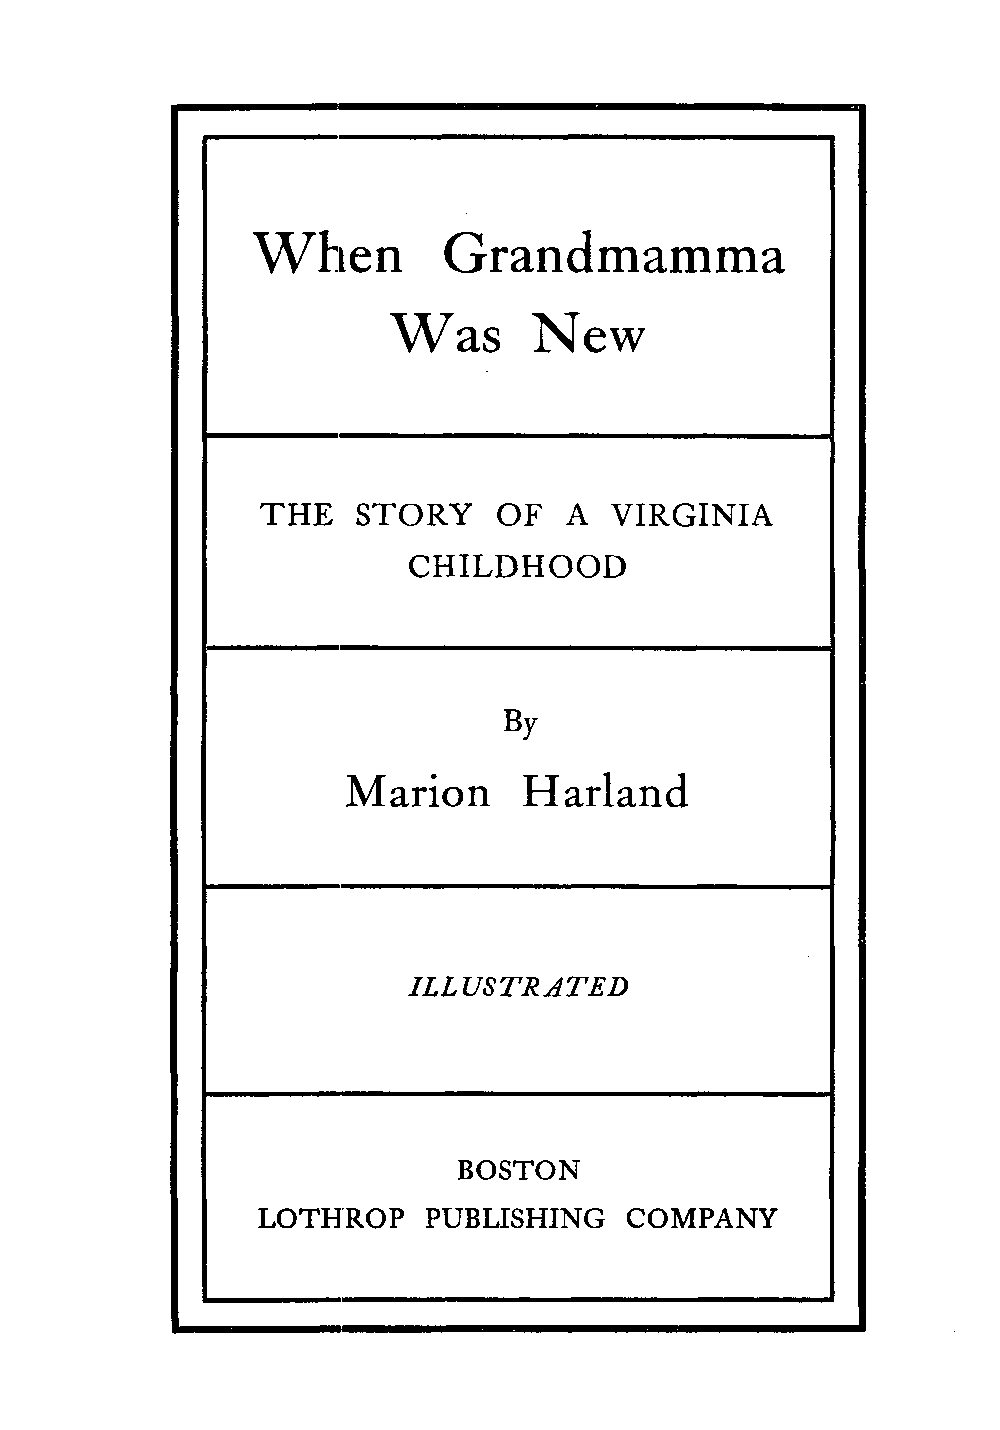 When Grandmamma
Was New
THE STORY OF A VIRGINIA
CHILDHOOD
By
Marion Harland
ILLUSTRATED
BOSTON
LOTHROP PUBLISHING COMPANY